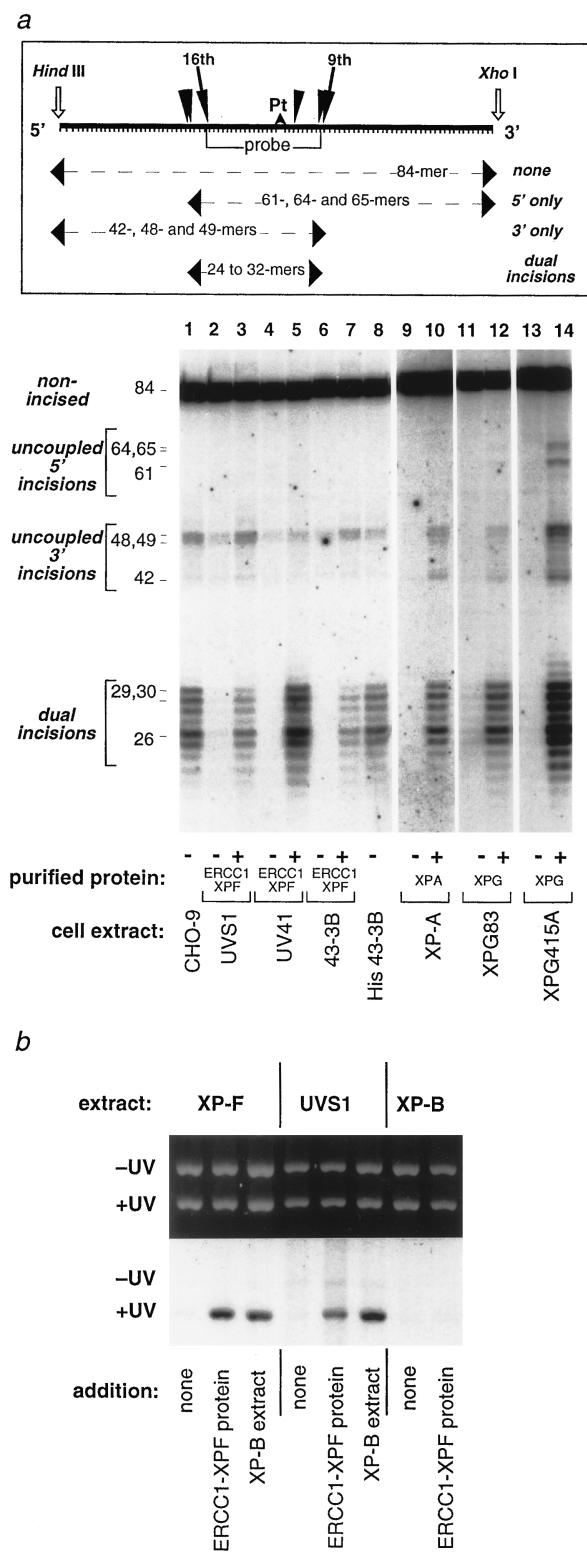 a
16th 9th
Hind III Xho I
Pt
5' 3'
probe
84-mer none
61-, 64- and 65-mers 5' only
42-, 48- and 49-mers 3' only
24 to 32-mers dual incisions
1 2 3 4 5 6 7 8 9 10 11 12 13 14
non-incised 84
uncoupled 5' incisions 64,65
61
uncoupled 3' incisions 48,49
42
dual incisions 29,30
26
- - + - + - + - - + - + - +
purified protein: ERCC1 XPF ERCC1 XPF ERCC1 XPF XPA XPG XPG
cell extract: CHO-9 UVS1 UV41 43-3B His 43-3B XP-A XPG83 XPG415A
b
extract: XP-F UVS1 XP-B
–UV
+UV
–UV
+UV
addition: none ERCC1-XPF protein XP-B extract none ERCC1-XPF protein XP-B extract none ERCC1-XPF protein